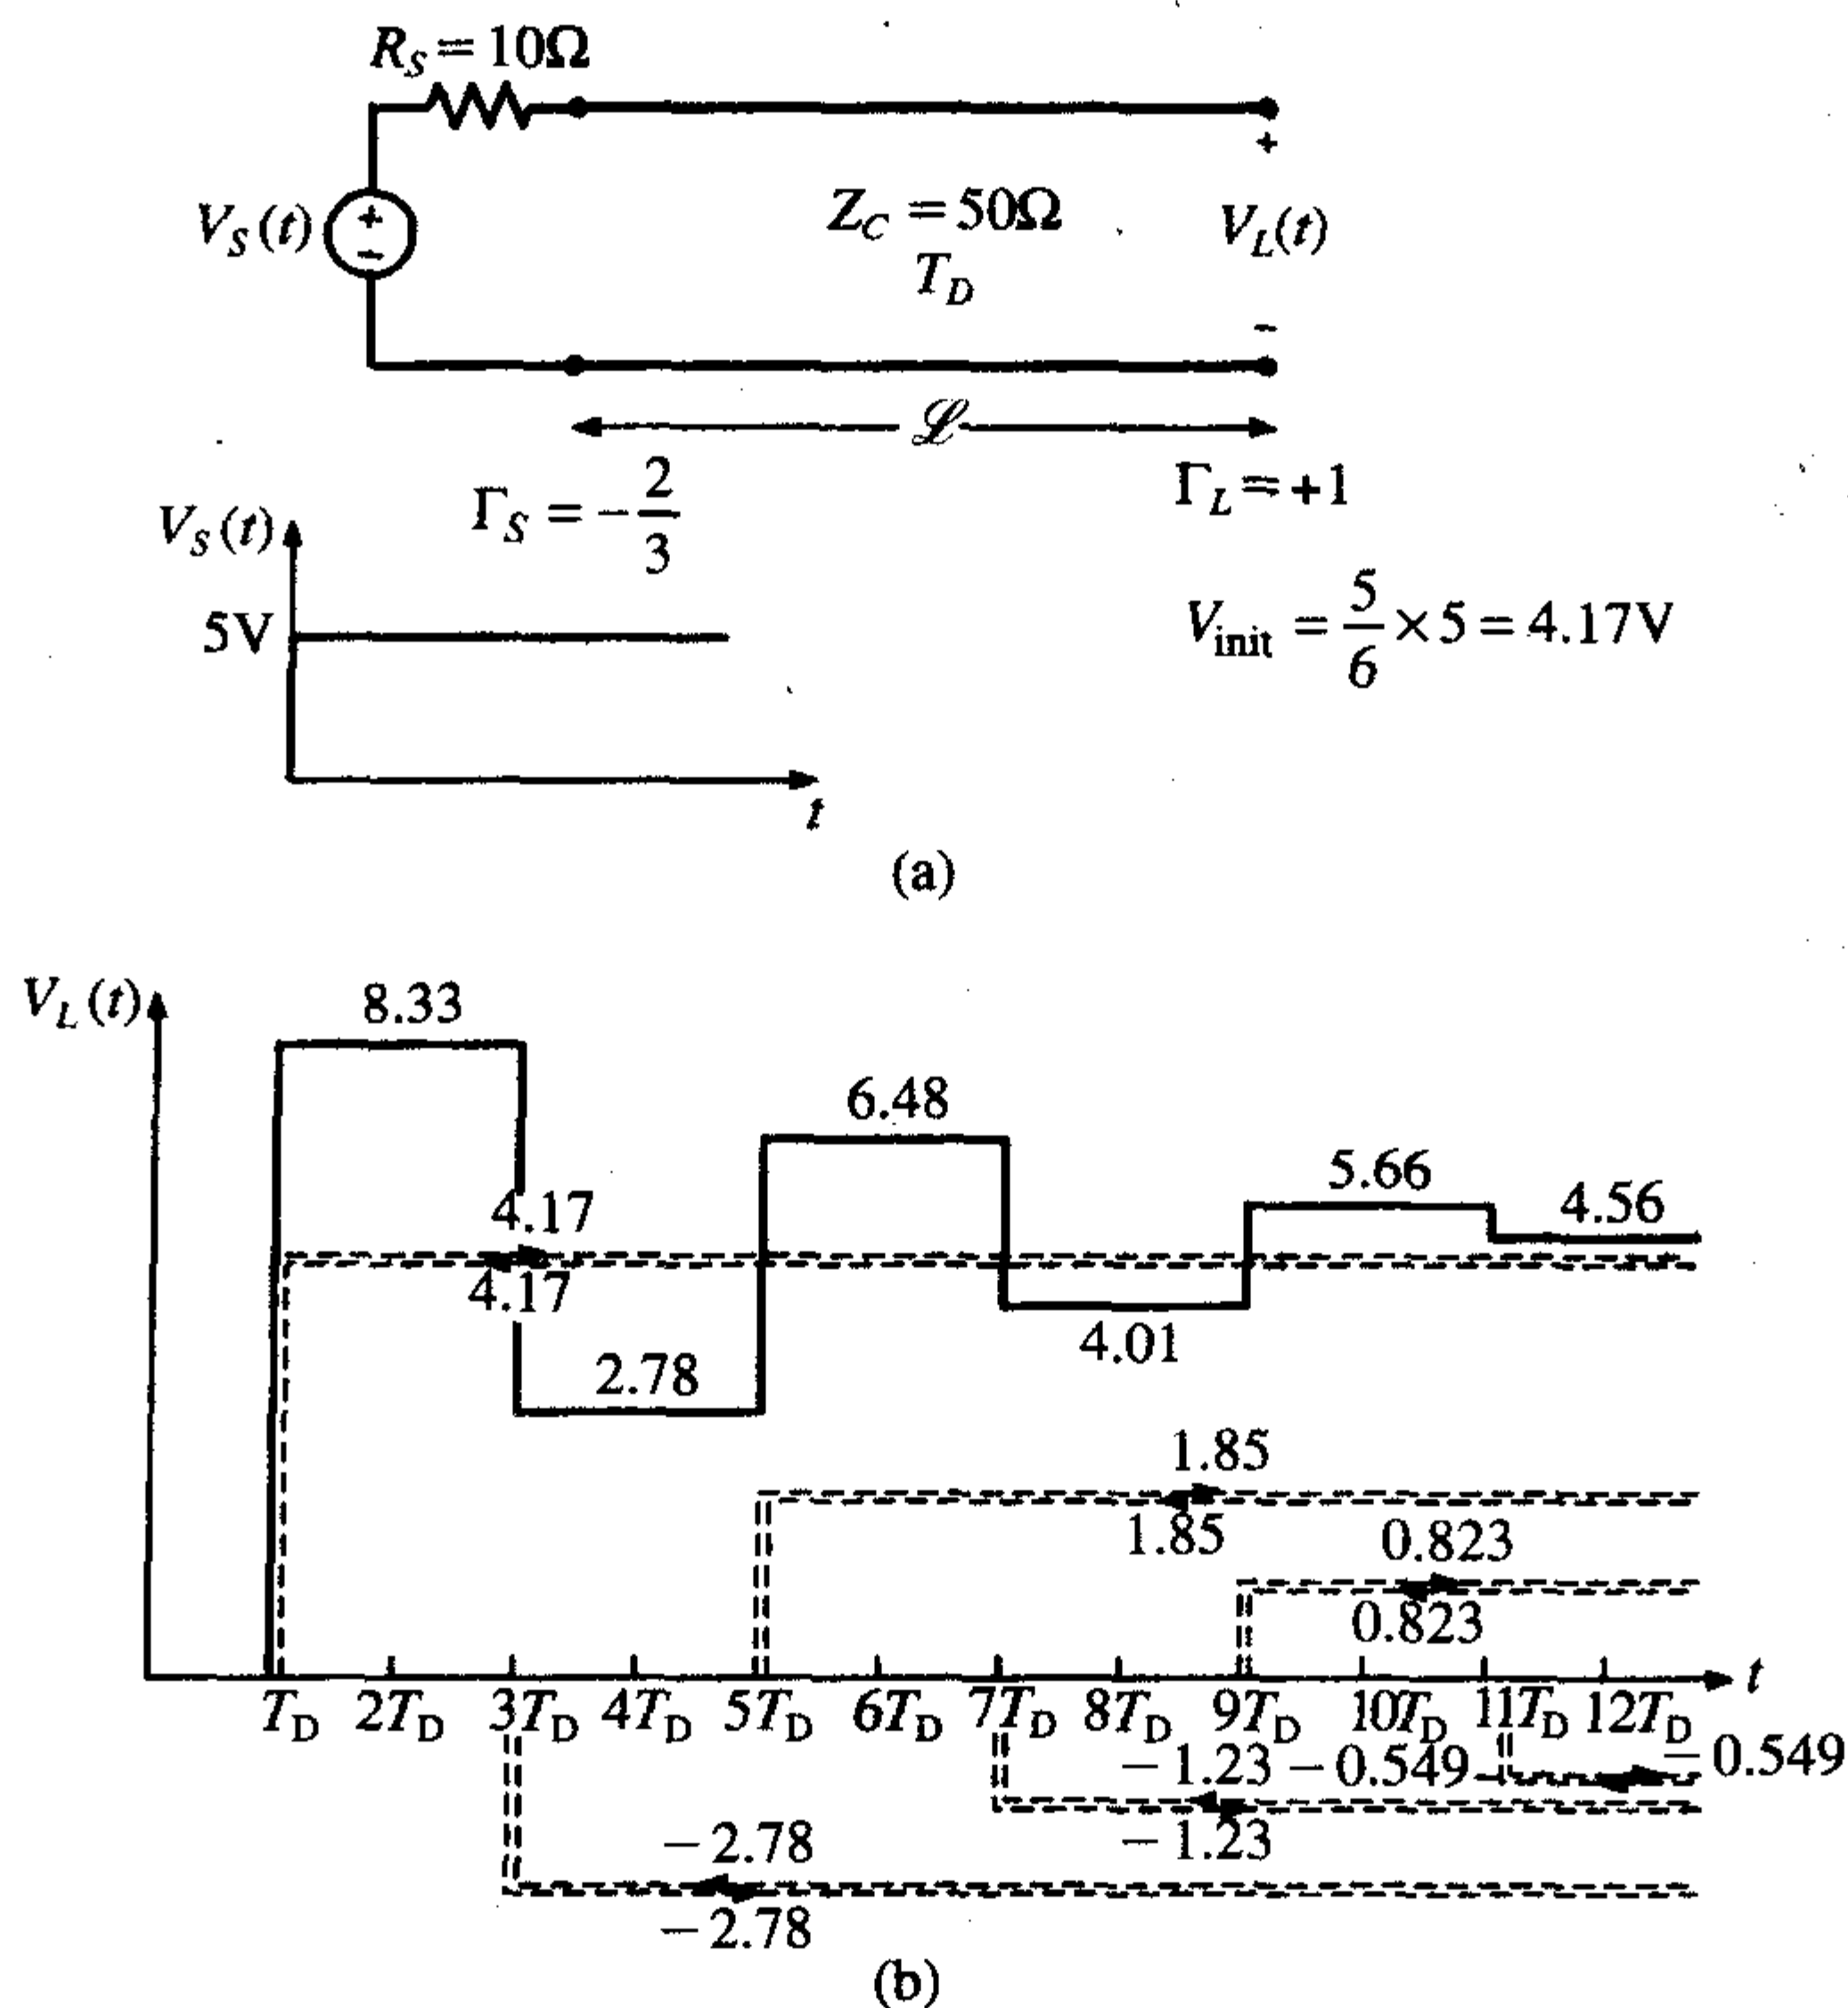 R_S = 10Ω
+
V_S(t)
+
−
Z_C = 50Ω
V_L(t)
T_D
−
ℒ
Γ_S = −2/3
Γ_L = +1
V_S(t)
5V
V_init = 5/6 × 5 = 4.17V
t
(a)
V_L(t)
8.33
6.48
5.66
4.56
4.17
4.17
4.01
2.78
1.85
1.85
0.823
0.823
t
T_D 2T_D 3T_D 4T_D 5T_D 6T_D 7T_D 8T_D 9T_D 10T_D 11T_D 12T_D
−1.23 −0.549 −0.549
−1.23
−2.78
−2.78
(b)